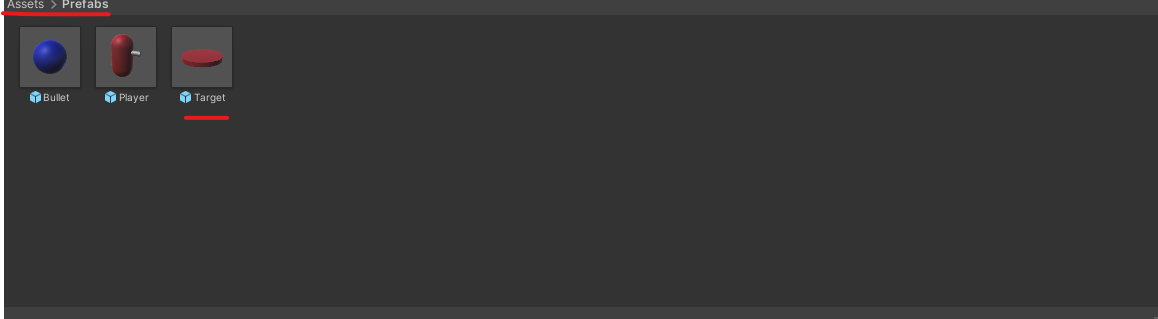 Assets > Prefabs
Bullet
Player
Target